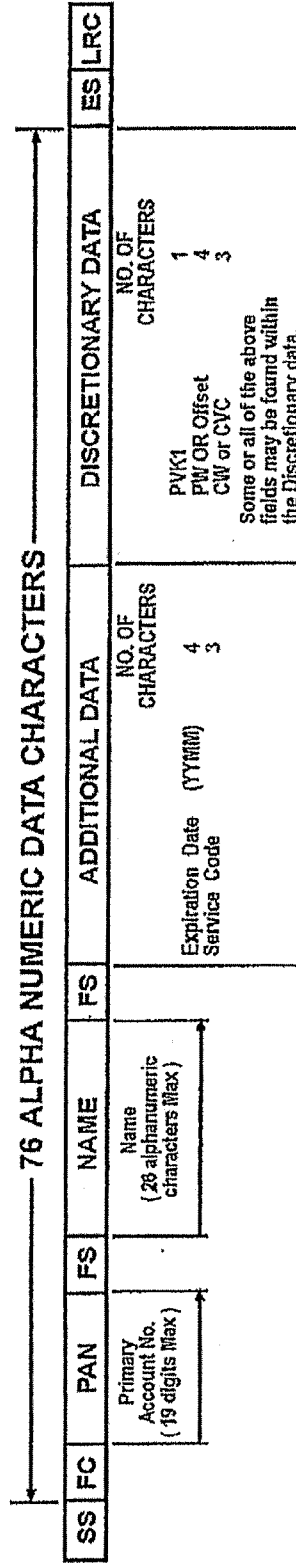 76 ALPHA NUMERIC DATA CHARACTERS
SS FC PAN FS NAME FS ADDITIONAL DATA DISCRETIONARY DATA ES LRC
Primary
Account No.
( 19 digits Max )
Name
( 26 alphanumeric
characters Max )
NO. OF
CHARACTERS
Expiration Date (YYMM) 4
Service Code 3
NO. OF
CHARACTERS
PVK1 1
PVV OR Offset 4
CVV or CVC 3
Some or all of the above
fields may be found within
the Discretionary data.